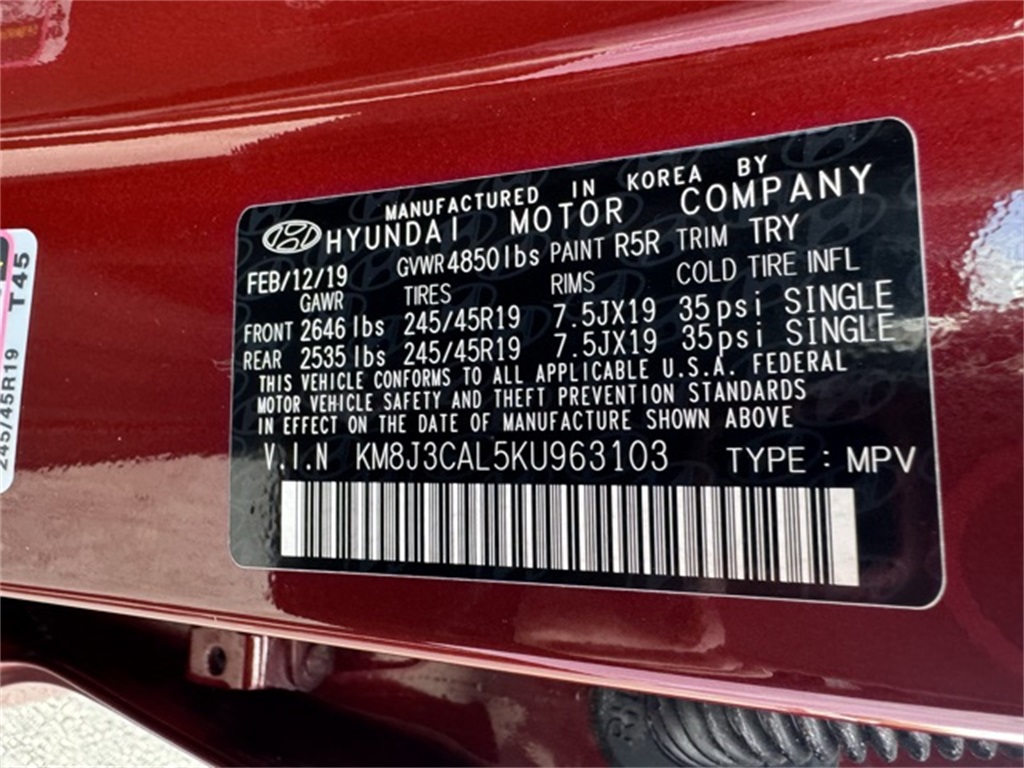 MANUFACTURED IN KOREA BY
HYUNDAI MOTOR COMPANY
FEB/12/19 GVWR 4850 lbs PAINT R5R TRIM TRY
GAWR TIRES RIMS COLD TIRE INFL
FRONT 2646 lbs 245/45R19 7.5JX19 35psi SINGLE
REAR 2535 lbs 245/45R19 7.5JX19 35psi SINGLE
THIS VEHICLE CONFORMS TO ALL APPLICABLE U.S.A. FEDERAL
MOTOR VEHICLE SAFETY AND THEFT PREVENTION STANDARDS
IN EFFECT ON THE DATE OF MANUFACTURE SHOWN ABOVE
V.I.N KM8J3CAL5KU963103 TYPE : MPV
245/45R19 T45